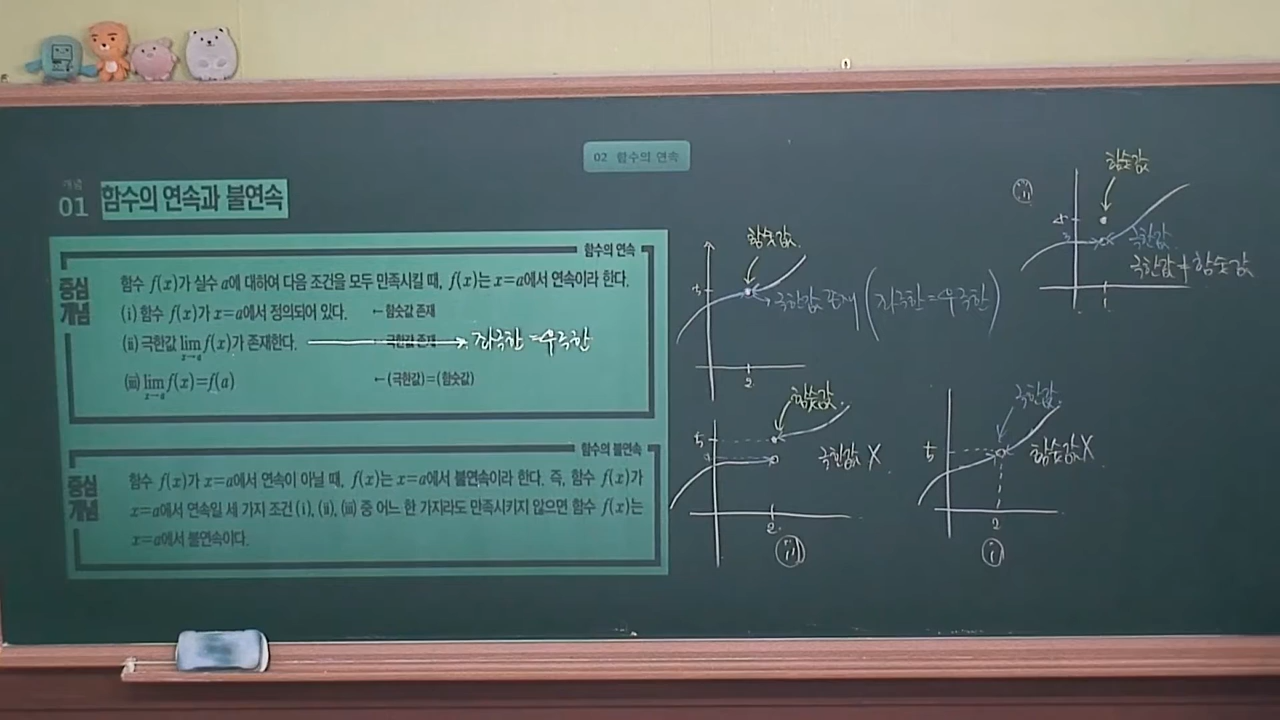 02 함수의 연속
개념
01 함수의 연속과 불연속
함수의 연속
중심
개념
함수 f(x)가 실수 a에 대하여 다음 조건을 모두 만족시킬 때, f(x)는 x=a에서 연속이라 한다.
(ⅰ) 함수 f(x)가 x=a에서 정의되어 있다. ←함숫값 존재
(ⅱ) 극한값 lim x→a f(x)가 존재한다. ←극한값 존재 → 좌극한=우극한
(ⅲ) lim x→a f(x)=f(a) ←(극한값)=(함숫값)
함수의 불연속
중심
개념
함수 f(x)가 x=a에서 연속이 아닐 때, f(x)는 x=a에서 불연속이라 한다. 즉, 함수 f(x)가
x=a에서 연속일 세 가지 조건 (ⅰ), (ⅱ), (ⅲ) 중 어느 한 가지라도 만족시키지 않으면 함수 f(x)는
x=a에서 불연속이다.
함숫값
5
극한값 존재 (좌극한=우극한)
2
ⅲ
함숫값
극한값
극한값≠함숫값
함숫값
5
극한값 X
2
ⅱ
극한값
5
함숫값 X
2
ⅰ